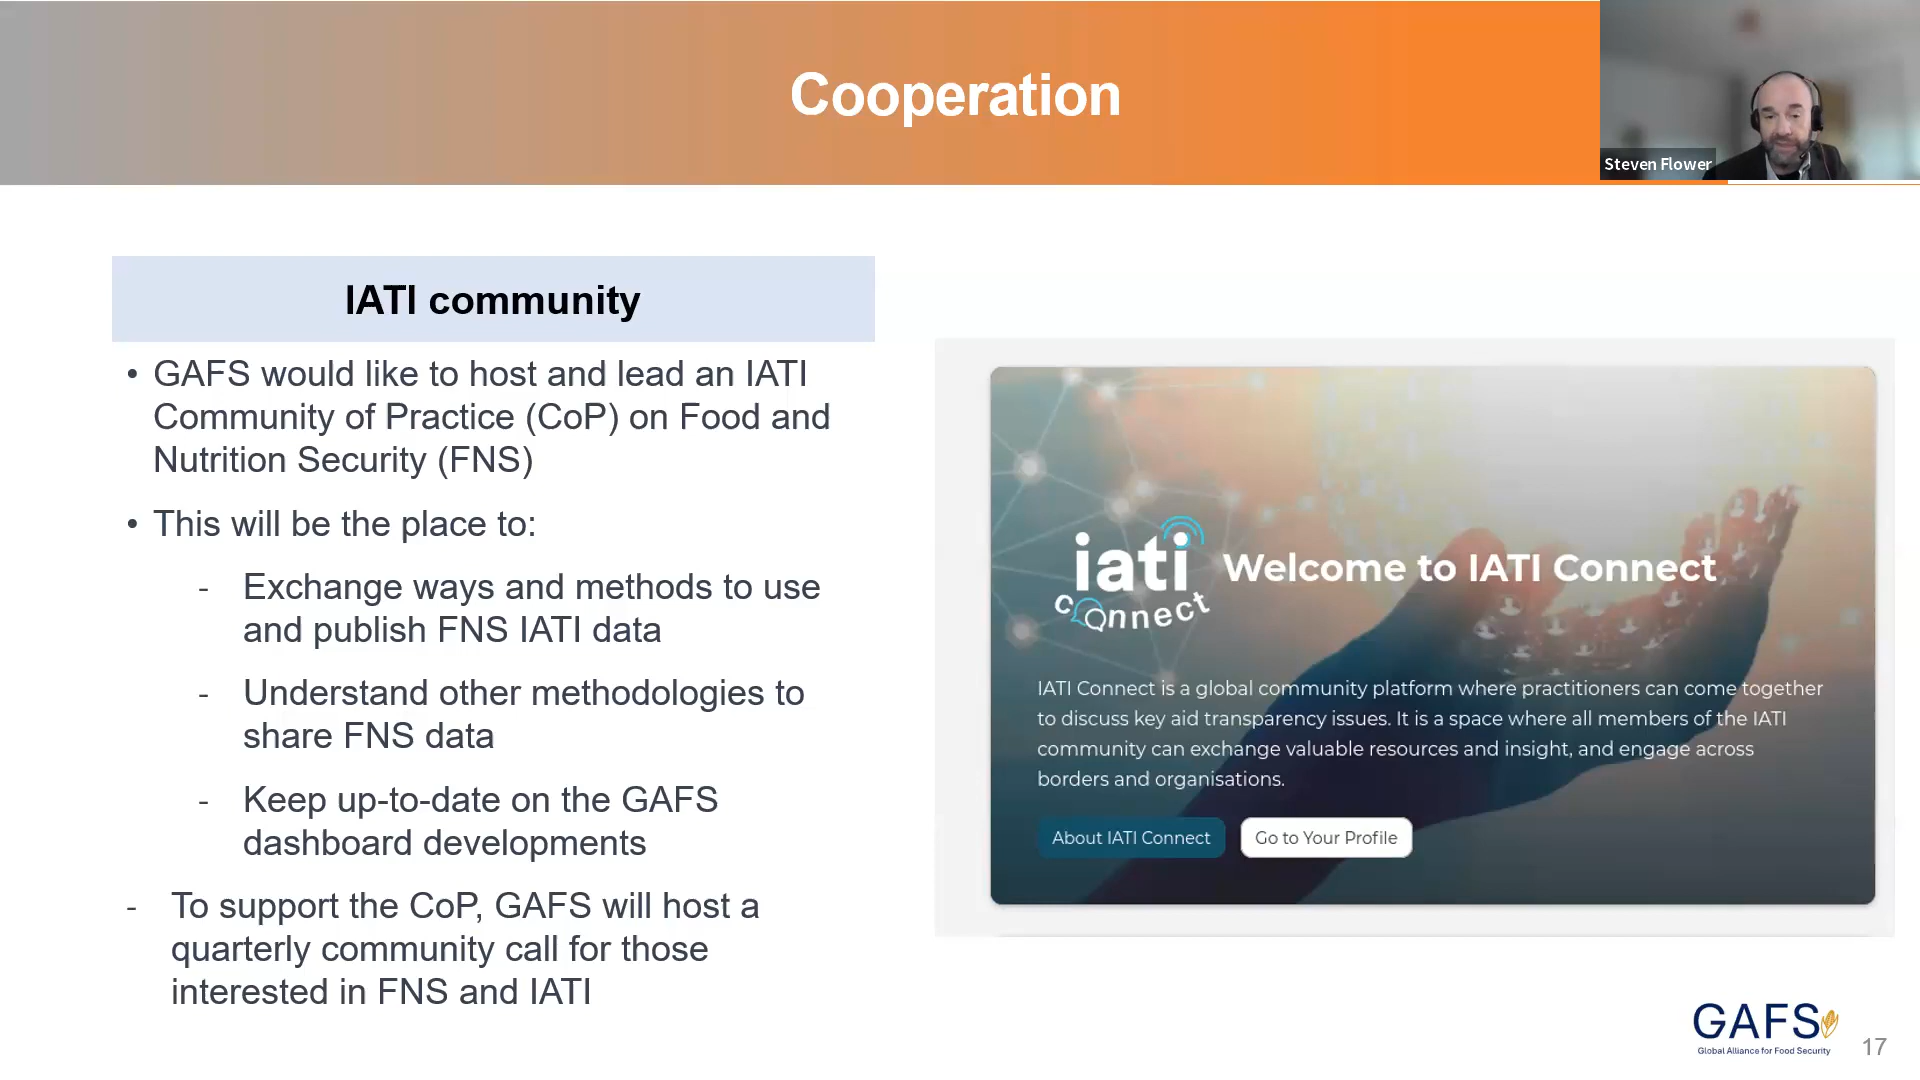 Cooperation
Steven Flower
IATI community
• GAFS would like to host and lead an IATI
Community of Practice (CoP) on Food and
Nutrition Security (FNS)
• This will be the place to:
- Exchange ways and methods to use
and publish FNS IATI data
- Understand other methodologies to
share FNS data
- Keep up-to-date on the GAFS
dashboard developments
- To support the CoP, GAFS will host a
quarterly community call for those
interested in FNS and IATI
iati
connect
Welcome to IATI Connect
IATI Connect is a global community platform where practitioners can come together
to discuss key aid transparency issues. It is a space where all members of the IATI
community can exchange valuable resources and insight, and engage across
borders and organisations.
About IATI Connect
Go to Your Profile
GAFS
Global Alliance for Food Security
17